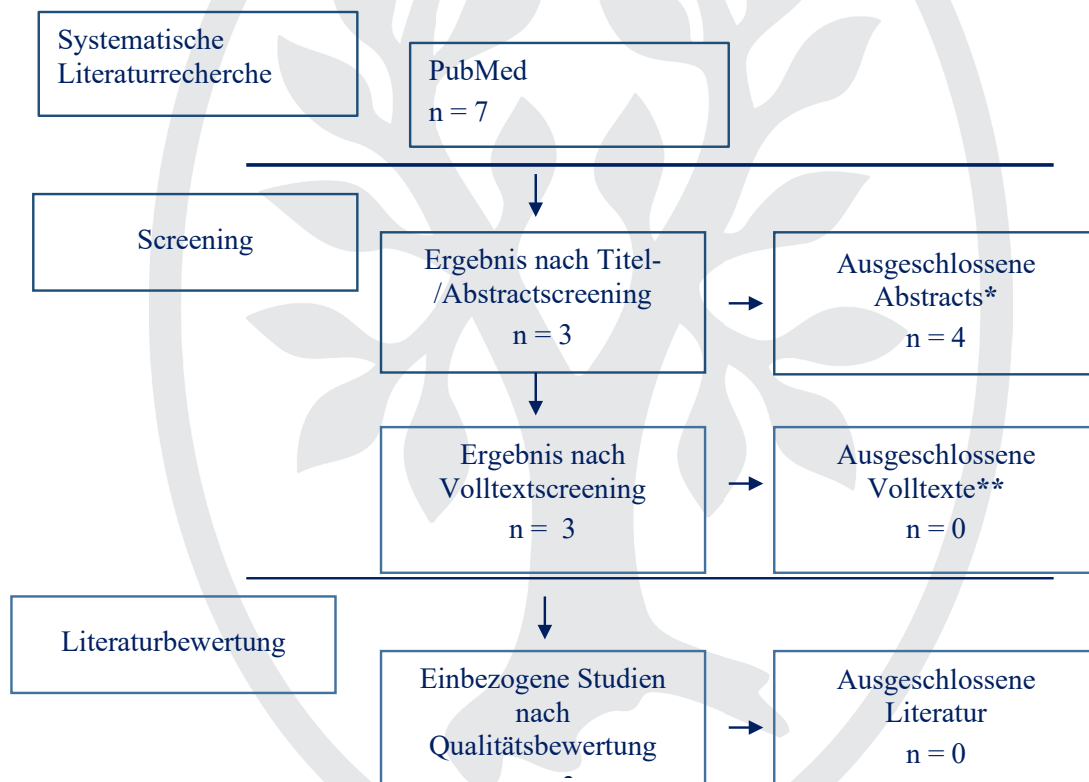 Systematische
Literaturrecherche
PubMed
n = 7
Screening
Ergebnis nach Titel-
/Abstractscreening
n = 3
Ausgeschlossene
Abstracts*
n = 4
Ergebnis nach
Volltextscreening
n = 3
Ausgeschlossene
Volltexte**
n = 0
Literaturbewertung
Einbezogene Studien
nach
Qualitätsbewertung
Ausgeschlossene
Literatur
n = 0